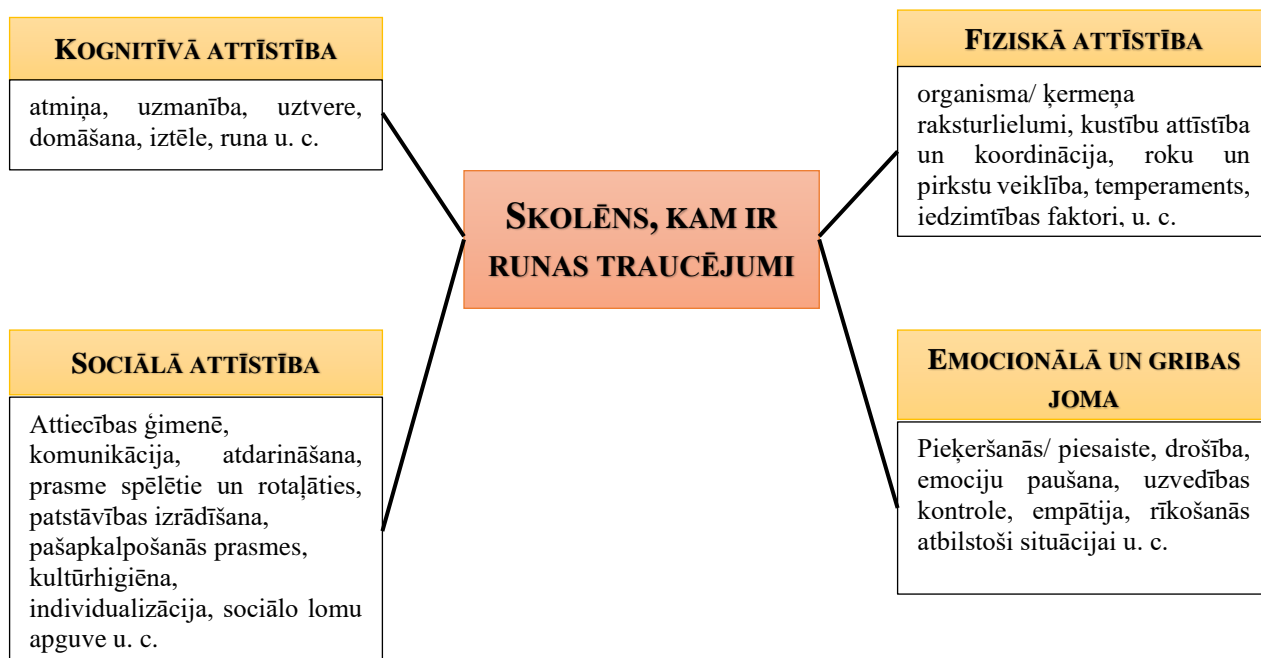 KOGNITĪVĀ ATTĪSTĪBA
atmiņa, uzmanība, uztvere,
domāšana, iztēle, runa u. c.
FIZISKĀ ATTĪSTĪBA
organisma/ ķermeņa
raksturlielumi, kustību attīstība
un koordinācija, roku un
pirkstu veiklība, temperaments,
iedzimtības faktori, u. c.
SKOLĒNS, KAM IR
RUNAS TRAUCĒJUMI
SOCIĀLĀ ATTĪSTĪBA
Attiecības ģimenē,
komunikācija, atdarināšana,
prasme spēlētie un rotaļāties,
patstāvības izrādīšana,
pašapkalpošanās prasmes,
kultūrhigiēna,
individualizācija, sociālo lomu
apguve u. c.
EMOCIONĀLĀ UN GRIBAS
JOMA
Pieķeršanās/ piesaiste, drošība,
emociju paušana, uzvedības
kontrole, empātija, rīkošanās
atbilstoši situācijai u. c.